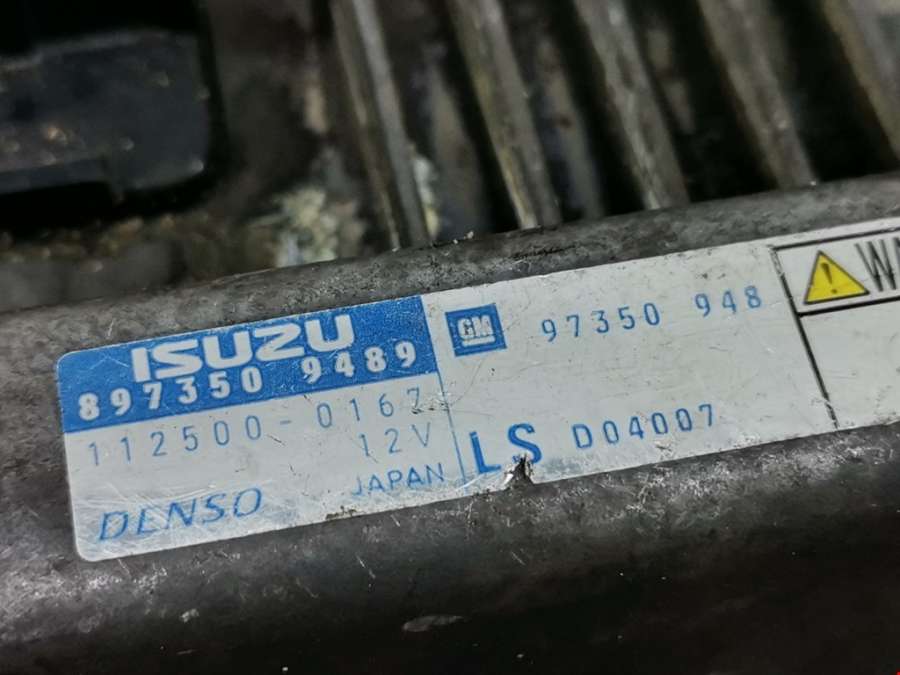 ISUZU
897350 9489
112500-0167
12V
DENSO JAPAN
GM 97350 948
LS D04007